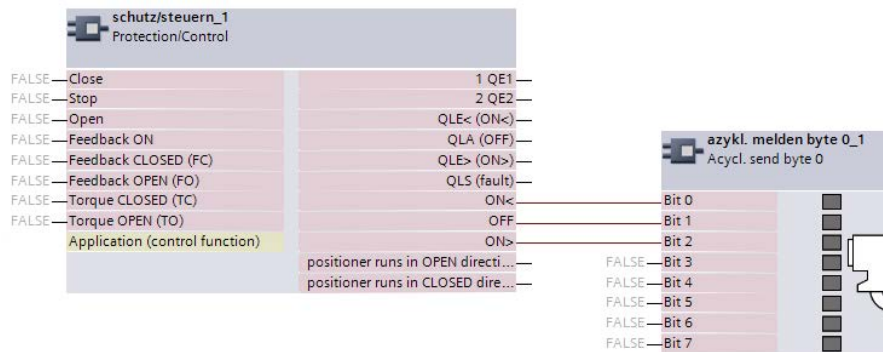 schutz/steuern_1
Protection/Control
FALSE Close 1 QE1
FALSE Stop 2 QE2
FALSE Open QLE< (ON<)
FALSE Feedback ON QLA (OFF)
FALSE Feedback CLOSED (FC) QLE> (ON>)
FALSE Feedback OPEN (FO) QLS (fault)
FALSE Torque CLOSED (TC) ON<
FALSE Torque OPEN (TO) OFF
Application (control function) ON>
positioner runs in OPEN directi...
positioner runs in CLOSED dire...
azykl. melden byte 0_1
Acycl. send byte 0
Bit 0
Bit 1
Bit 2
FALSE Bit 3
FALSE Bit 4
FALSE Bit 5
FALSE Bit 6
FALSE Bit 7